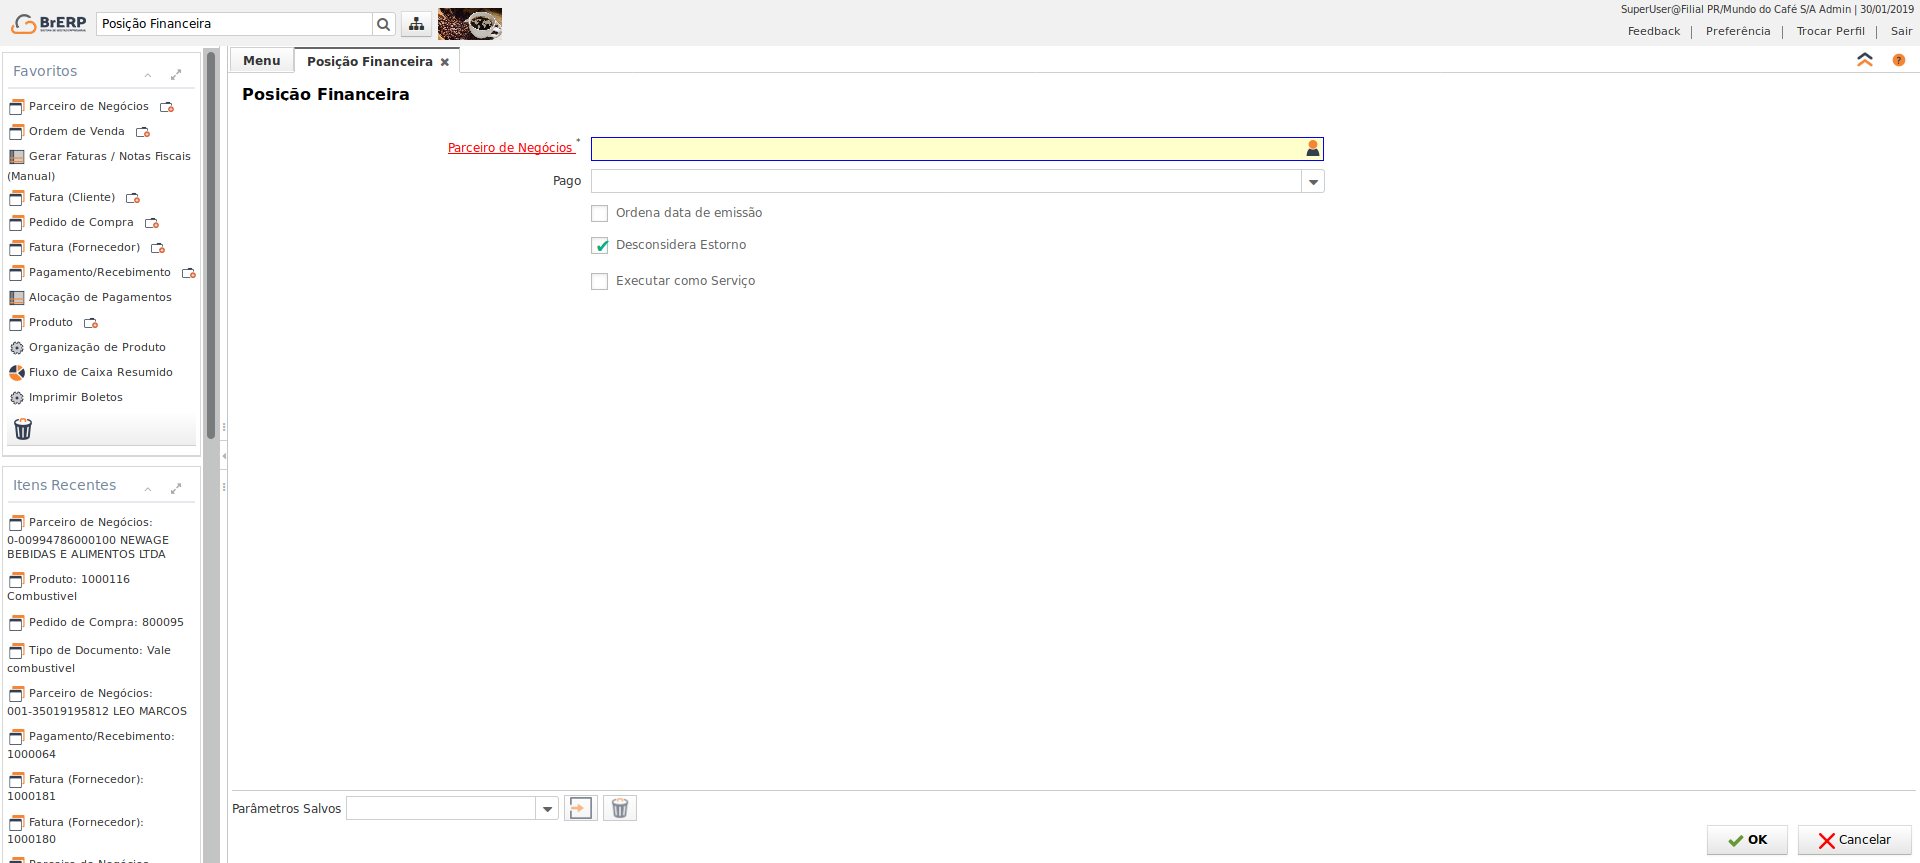 BrERP
Posição Financeira
SuperUser@Filial PR/Mundo do Café S/A Admin | 30/01/2019
Feedback | Preferência | Trocar Perfil | Sair
Favoritos
Parceiro de Negócios
Ordem de Venda
Gerar Faturas / Notas Fiscais
(Manual)
Fatura (Cliente)
Pedido de Compra
Fatura (Fornecedor)
Pagamento/Recebimento
Alocação de Pagamentos
Produto
Organização de Produto
Fluxo de Caixa Resumido
Imprimir Boletos
Itens Recentes
Parceiro de Negócios:
0-00994786000100 NEWAGE
BEBIDAS E ALIMENTOS LTDA
Produto: 1000116
Combustivel
Pedido de Compra: 800095
Tipo de Documento: Vale
combustivel
Parceiro de Negócios:
001-35019195812 LEO MARCOS
Pagamento/Recebimento:
1000064
Fatura (Fornecedor):
1000181
Fatura (Fornecedor):
1000180
Parceiro de Negócios
Menu
Posição Financeira
?
Posição Financeira
Parceiro de Negócios *
Pago
Ordena data de emissão
Desconsidera Estorno
Executar como Serviço
Parâmetros Salvos
OK
Cancelar